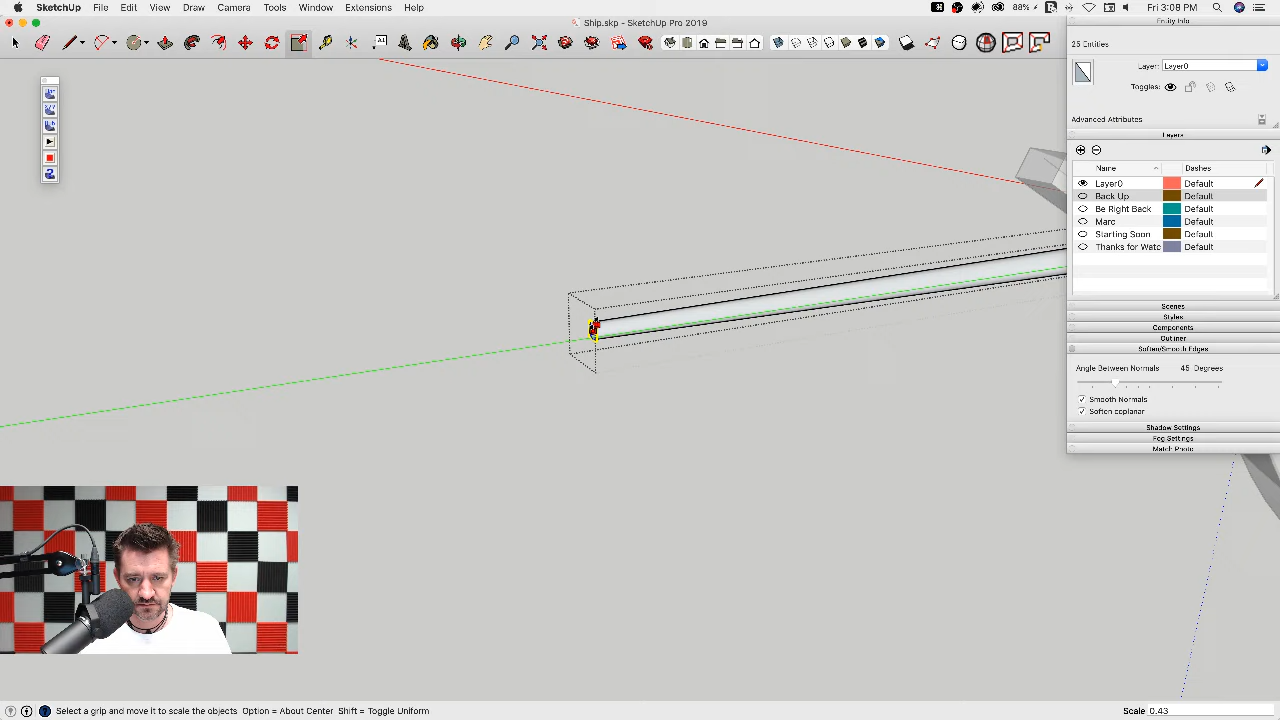 SketchUp File Edit View Draw Camera Tools Window Extensions Help
88% Fri 3:08 PM
Ship.skp - SketchUp Pro 2019
Entity Info
25 Entities
Layer: Layer0
Toggles:
Advanced Attributes
Layers
Name Dashes
Layer0 Default
Back Up Default
Be Right Back Default
Marc Default
Starting Soon Default
Thanks for Watc Default
Scenes
Styles
Components
Outliner
Soften/Smooth Edges
Angle Between Normals 45 Degrees
Smooth Normals
Soften coplanar
Shadow Settings
Fog Settings
Match Photo
Select a grip and move it to scale the objects Option = About Center Shift = Toggle Uniform
Scale 0.43